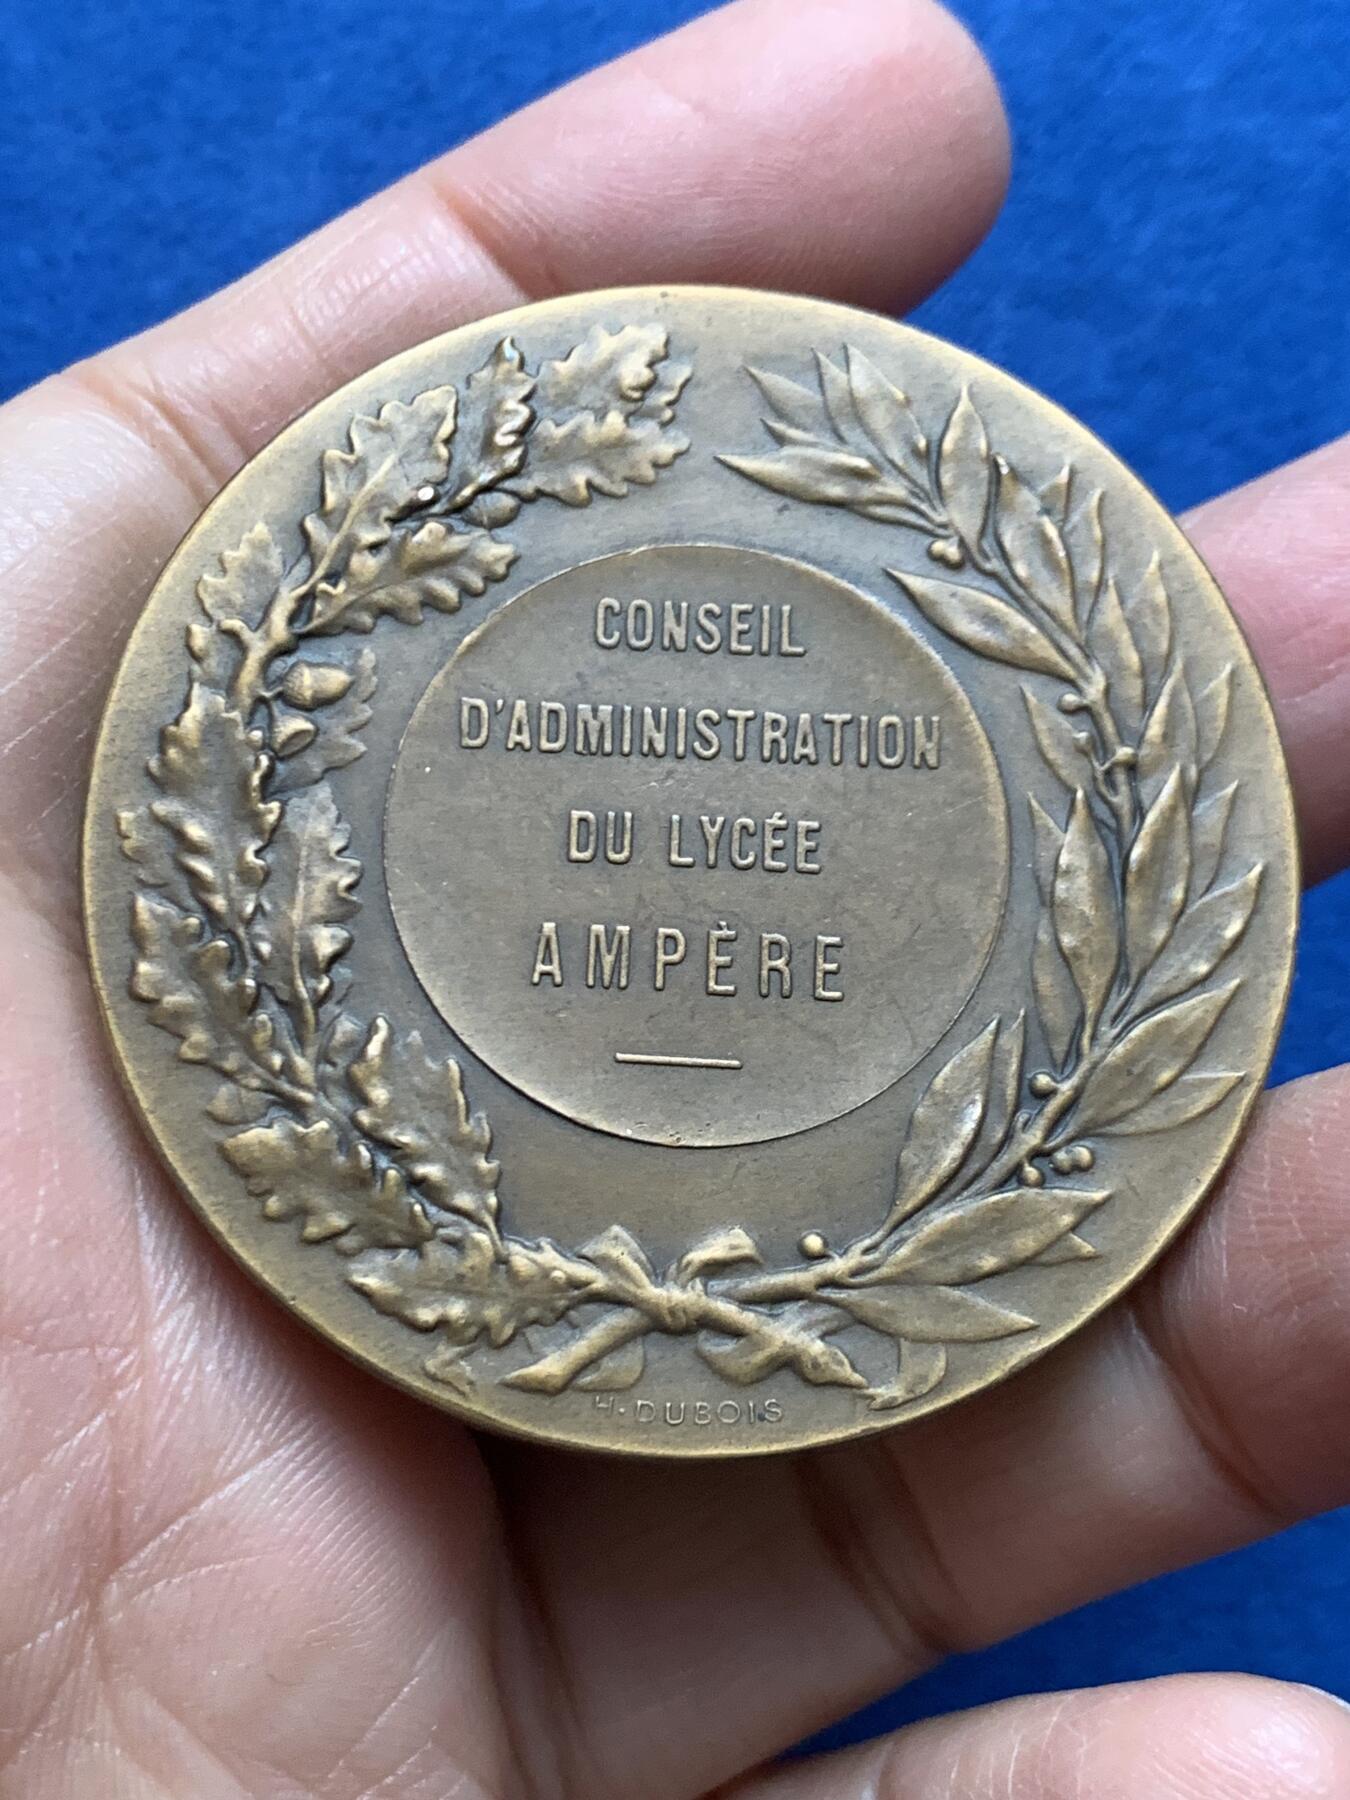 CONSEIL
D'ADMINISTRATION
DU LYCÉE
AMPÈRE
H. DUBOIS